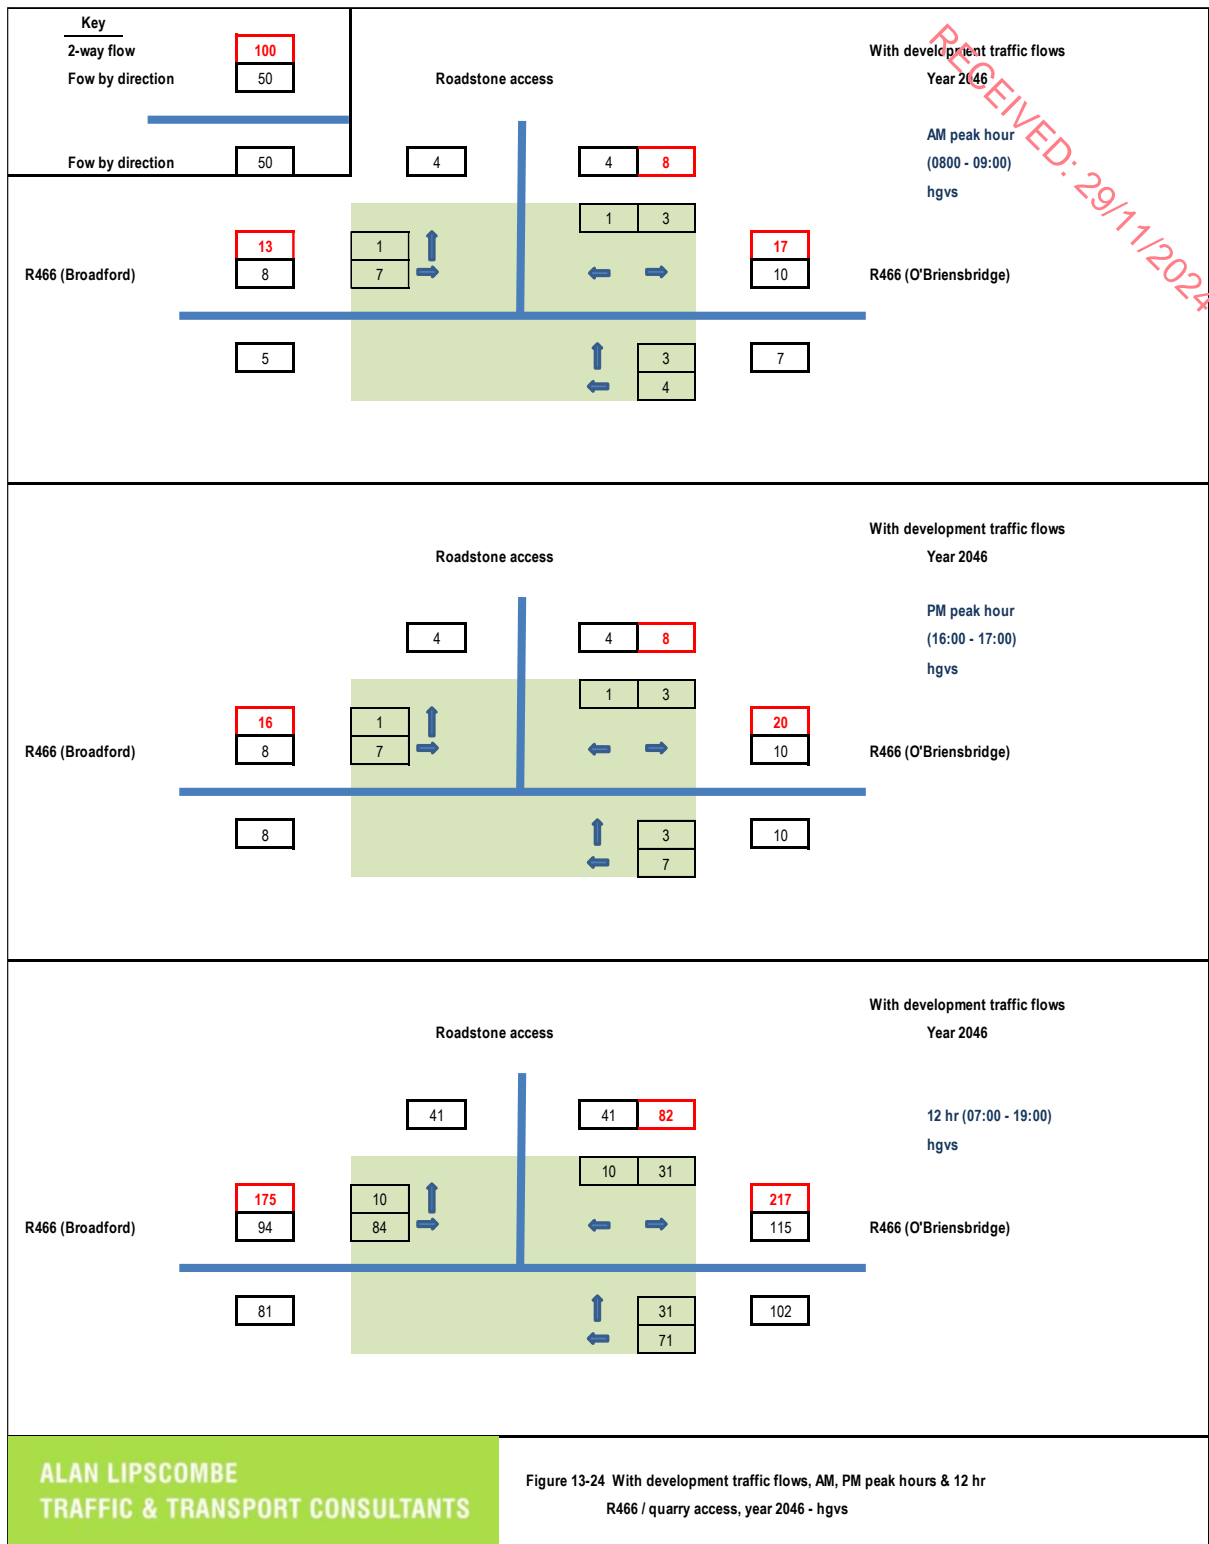 Key
2-way flow
100
Fow by direction
50
Fow by direction
50
Roadstone access
With development traffic flows
Year 2046
AM peak hour
(0800 - 09:00)
hgvs
RECEIVED: 29/11/2024
4
4 8
1 3
13
8
1
7
17
10
R466 (Broadford)
R466 (O'Briensbridge)
5
3
4
7
With development traffic flows
Year 2046
Roadstone access
PM peak hour
(16:00 - 17:00)
hgvs
4
4 8
1 3
16
8
1
7
20
10
R466 (Broadford)
R466 (O'Briensbridge)
8
3
7
10
With development traffic flows
Year 2046
Roadstone access
12 hr (07:00 - 19:00)
hgvs
41
41 82
10 31
175
94
10
84
217
115
R466 (Broadford)
R466 (O'Briensbridge)
81
31
71
102
ALAN LIPSCOMBE
TRAFFIC & TRANSPORT CONSULTANTS
Figure 13-24 With development traffic flows, AM, PM peak hours & 12 hr
R466 / quarry access, year 2046 - hgvs